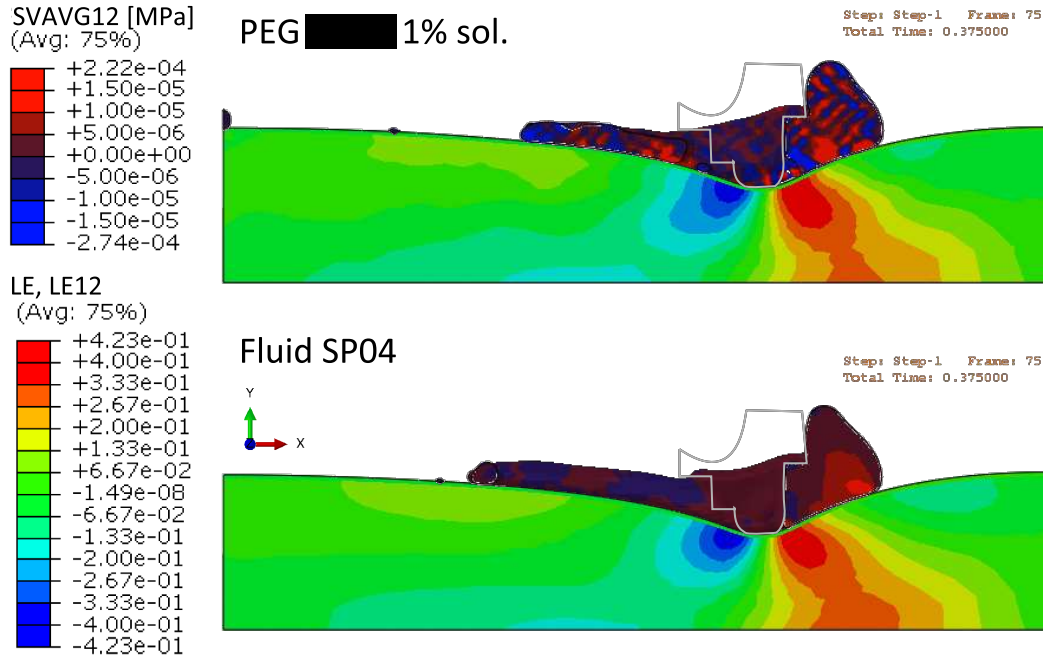 SVAVG12 [MPa]
(Avg: 75%)
+2.22e-04
+1.50e-05
+1.00e-05
+5.00e-06
+0.00e+00
-5.00e-06
-1.00e-05
-1.50e-05
-2.74e-04
PEG 1% sol.
Step: Step-1 Frame: 75
Total Time: 0.375000
LE, LE12
(Avg: 75%)
+4.23e-01
+4.00e-01
+3.33e-01
+2.67e-01
+2.00e-01
+1.33e-01
+6.67e-02
-1.49e-08
-6.67e-02
-1.33e-01
-2.00e-01
-2.67e-01
-3.33e-01
-4.00e-01
-4.23e-01
Fluid SP04
Step: Step-1 Frame: 75
Total Time: 0.375000
Y
X